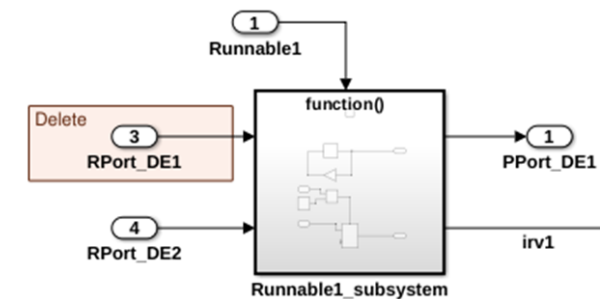 1
Runnable1
function()
Delete
3
RPort_DE1
1
PPort_DE1
4
RPort_DE2
irv1
Runnable1_subsystem